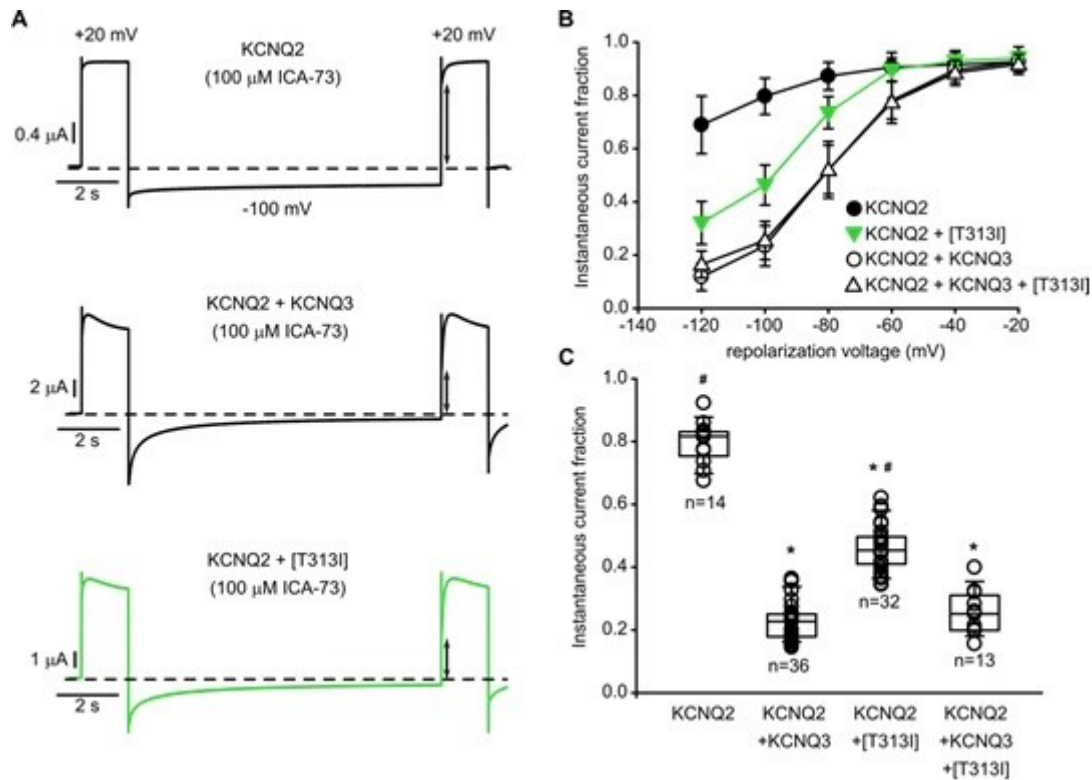 A
+20 mV
+20 mV
KCNQ2
(100 μM ICA-73)
0.4 μA
2 s
-100 mV
KCNQ2 + KCNQ3
(100 μM ICA-73)
2 μA
2 s
KCNQ2 + [T313I]
(100 μM ICA-73)
1 μA
2 s
B
Instantaneous current fraction
1.0
0.8
0.6
0.4
0.2
0.0
KCNQ2
KCNQ2 + [T313I]
KCNQ2 + KCNQ3
KCNQ2 + KCNQ3 + [T313I]
-140 -120 -100 -80 -60 -40 -20
repolarization voltage (mV)
C
Instantaneous current fraction
1.0
0.8
0.6
0.4
0.2
0.0
#
n=14
*
n=36
* #
n=32
*
n=13
KCNQ2
KCNQ2
+KCNQ3
KCNQ2
+[T313I]
KCNQ2
+KCNQ3
+[T313I]